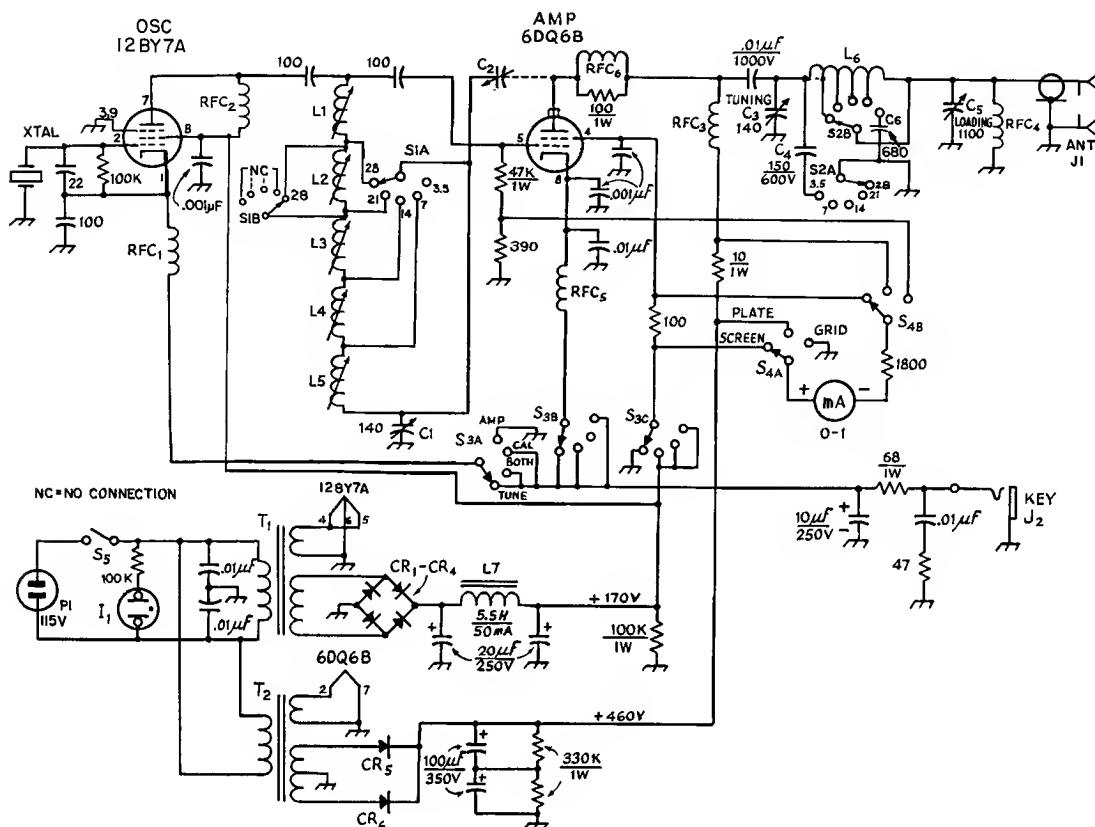 OSC
12BY7A
AMP
6DQ6B
100
100
C2
RFC6
100
1W
.01µF
1000V
L6
XTAL
3.9
7
2
8
1
RFC2
22
100K
100
.001µF
RFC1
L1
L2
L3
L4
L5
NC
28
S1B
28
S1A
21
14
7
3.5
140
C1
5
4
8
47K
1W
390
.001µF
.01µF
RFC5
RFC3
TUNING
C3
140
C4
150
600V
S2B
C6
680
S2A
3.5
7
14
21
28
C5
LOADING
1100
RFC4
ANT
J1
10
1W
100
PLATE
SCREEN
GRID
S4A
S4B
1800
+
-
mA
0-1
S3A
AMP
CAL
BOTH
TUNE
S3B
S3C
68
1W
+
10µF
250V
-
.01µF
47
KEY
J2
NC=NO CONNECTION
S5
100K
I1
P1
115V
.01µF
.01µF
T1
128Y7A
4
6
5
CR1-CR4
L7
5.5H
50mA
+
+
20µF
250V
+170V
100K
1W
T2
6DQ6B
2
7
CR5
CR6
+460V
+
+
100µF
350V
330K
1W